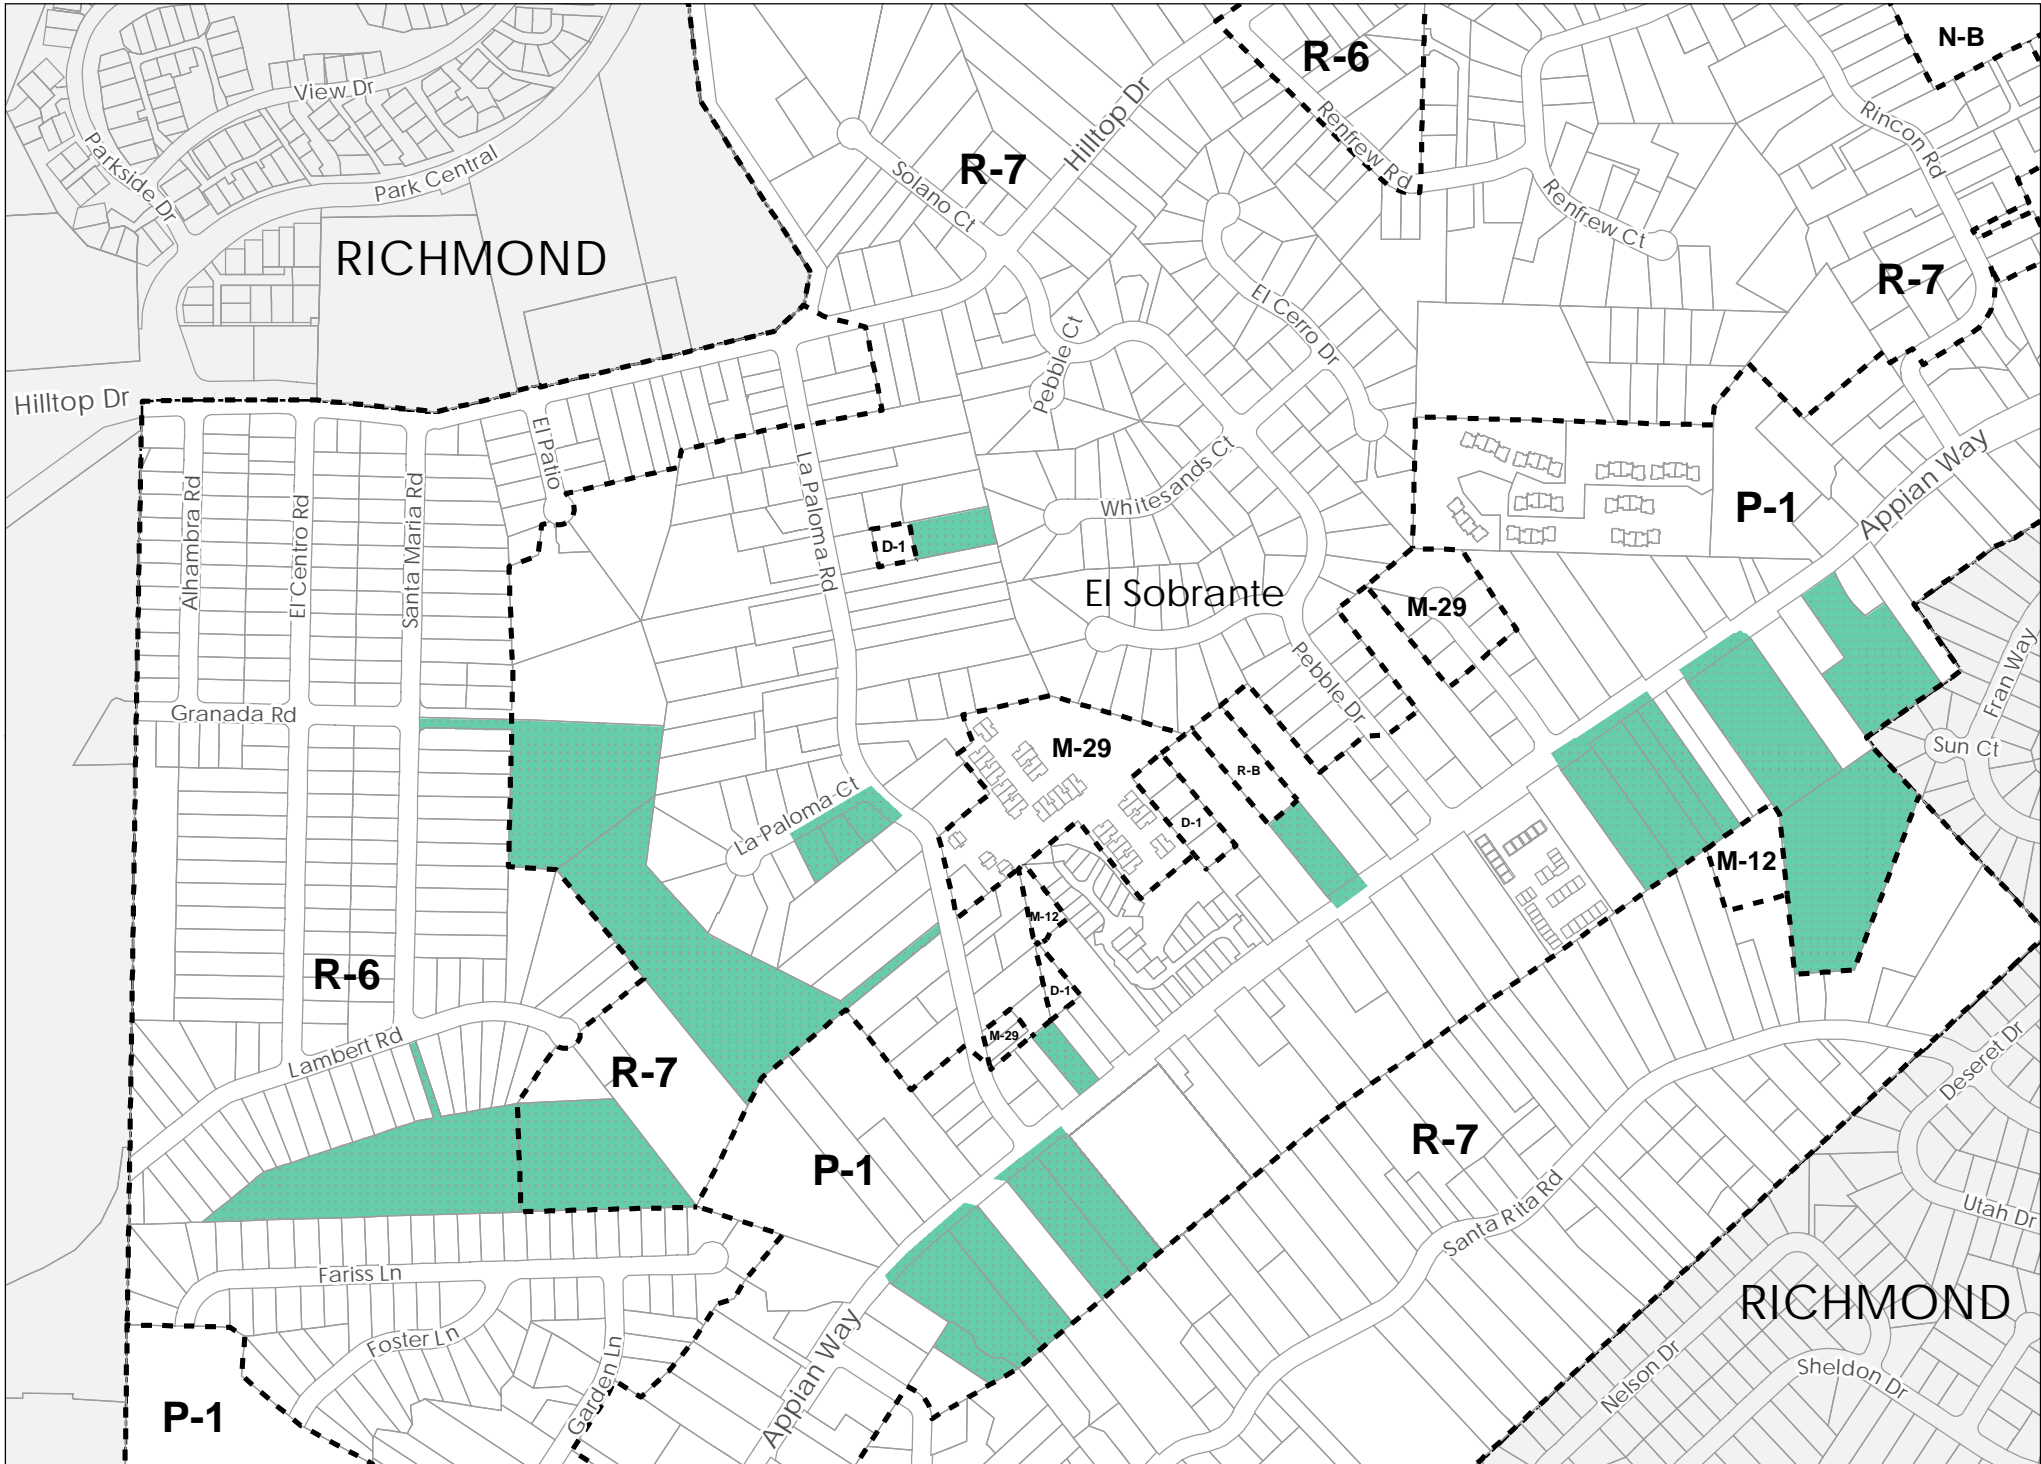 N-B
R-6
View Dr
Hilltop Dr
Renfrew Rd
Rincon Rd
Parkside Dr
Park Central
R-7
Solano Ct
Renfrew Ct
RICHMOND
R-7
El Cerro Dr
Pebble Ct
Hilltop Dr
El Patio
La Paloma Rd
Whitesands Ct
Appian Way
P-1
Alhambra Rd
El Centro Rd
Santa Maria Rd
D-1
El Sobrante
M-29
Pebble Dr
Fran Way
Granada Rd
Sun Ct
M-29
R-B
La Paloma Ct
D-1
M-12
M-12
R-6
D-1
M-29
Lambert Rd
R-7
Deseret Dr
R-7
P-1
Santa Rita Rd
Utah Dr
Fariss Ln
RICHMOND
Foster Ln
Garden Ln
Appian Way
Nelson Dr
Sheldon Dr
P-1